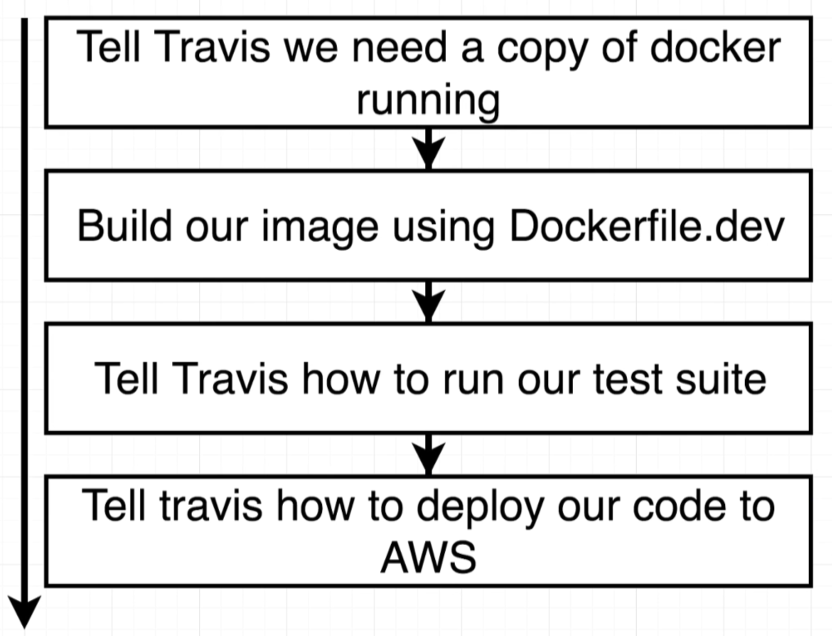 Tell Travis we need a copy of docker
running
Build our image using Dockerfile.dev
Tell Travis how to run our test suite
Tell travis how to deploy our code to
AWS